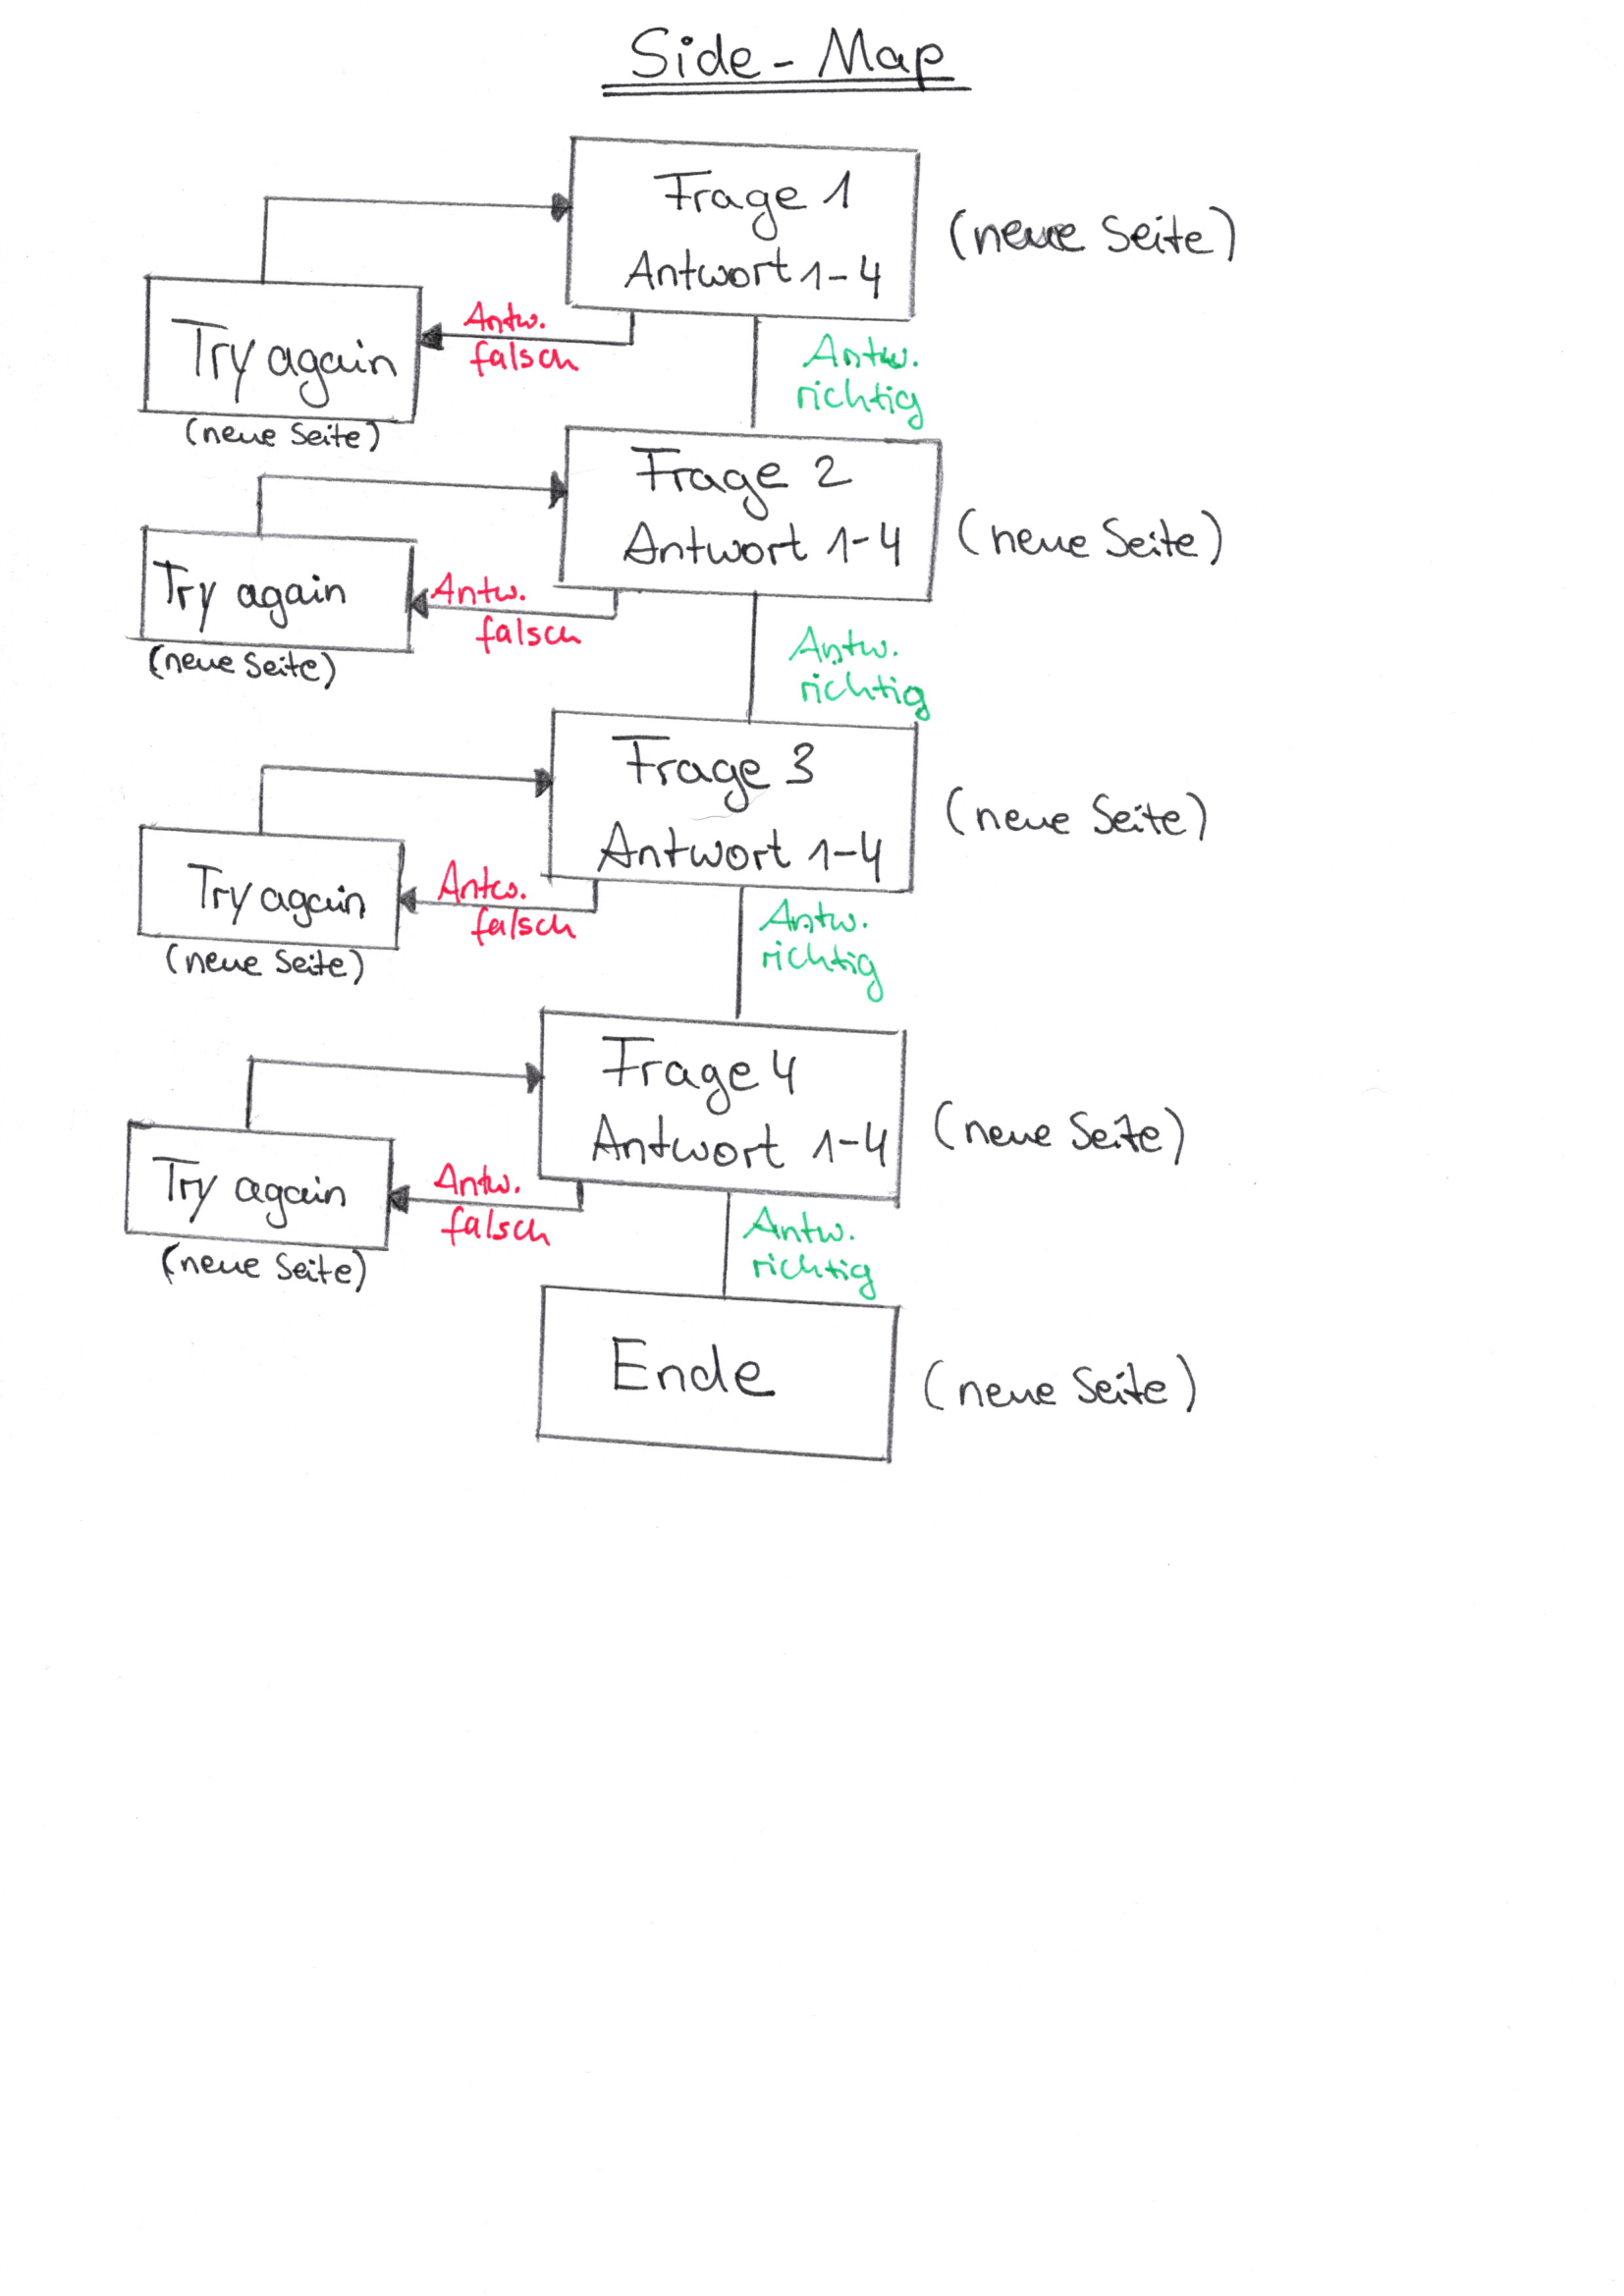 Side - Map
Frage 1
Antwort 1-4
(neue Seite)
Antw.
falsch
Try again
(neue Seite)
Antw.
richtig
Frage 2
Antwort 1-4
(neue Seite)
Antw.
falsch
Try again
(neue Seite)
Antw.
richtig
Frage 3
Antwort 1-4
(neue Seite)
Antw.
falsch
Try again
(neue Seite)
Antw.
richtig
Frage 4
Antwort 1-4
(neue Seite)
Antw.
falsch
Try again
(neue Seite)
Antw.
richtig
Ende
(neue Seite)